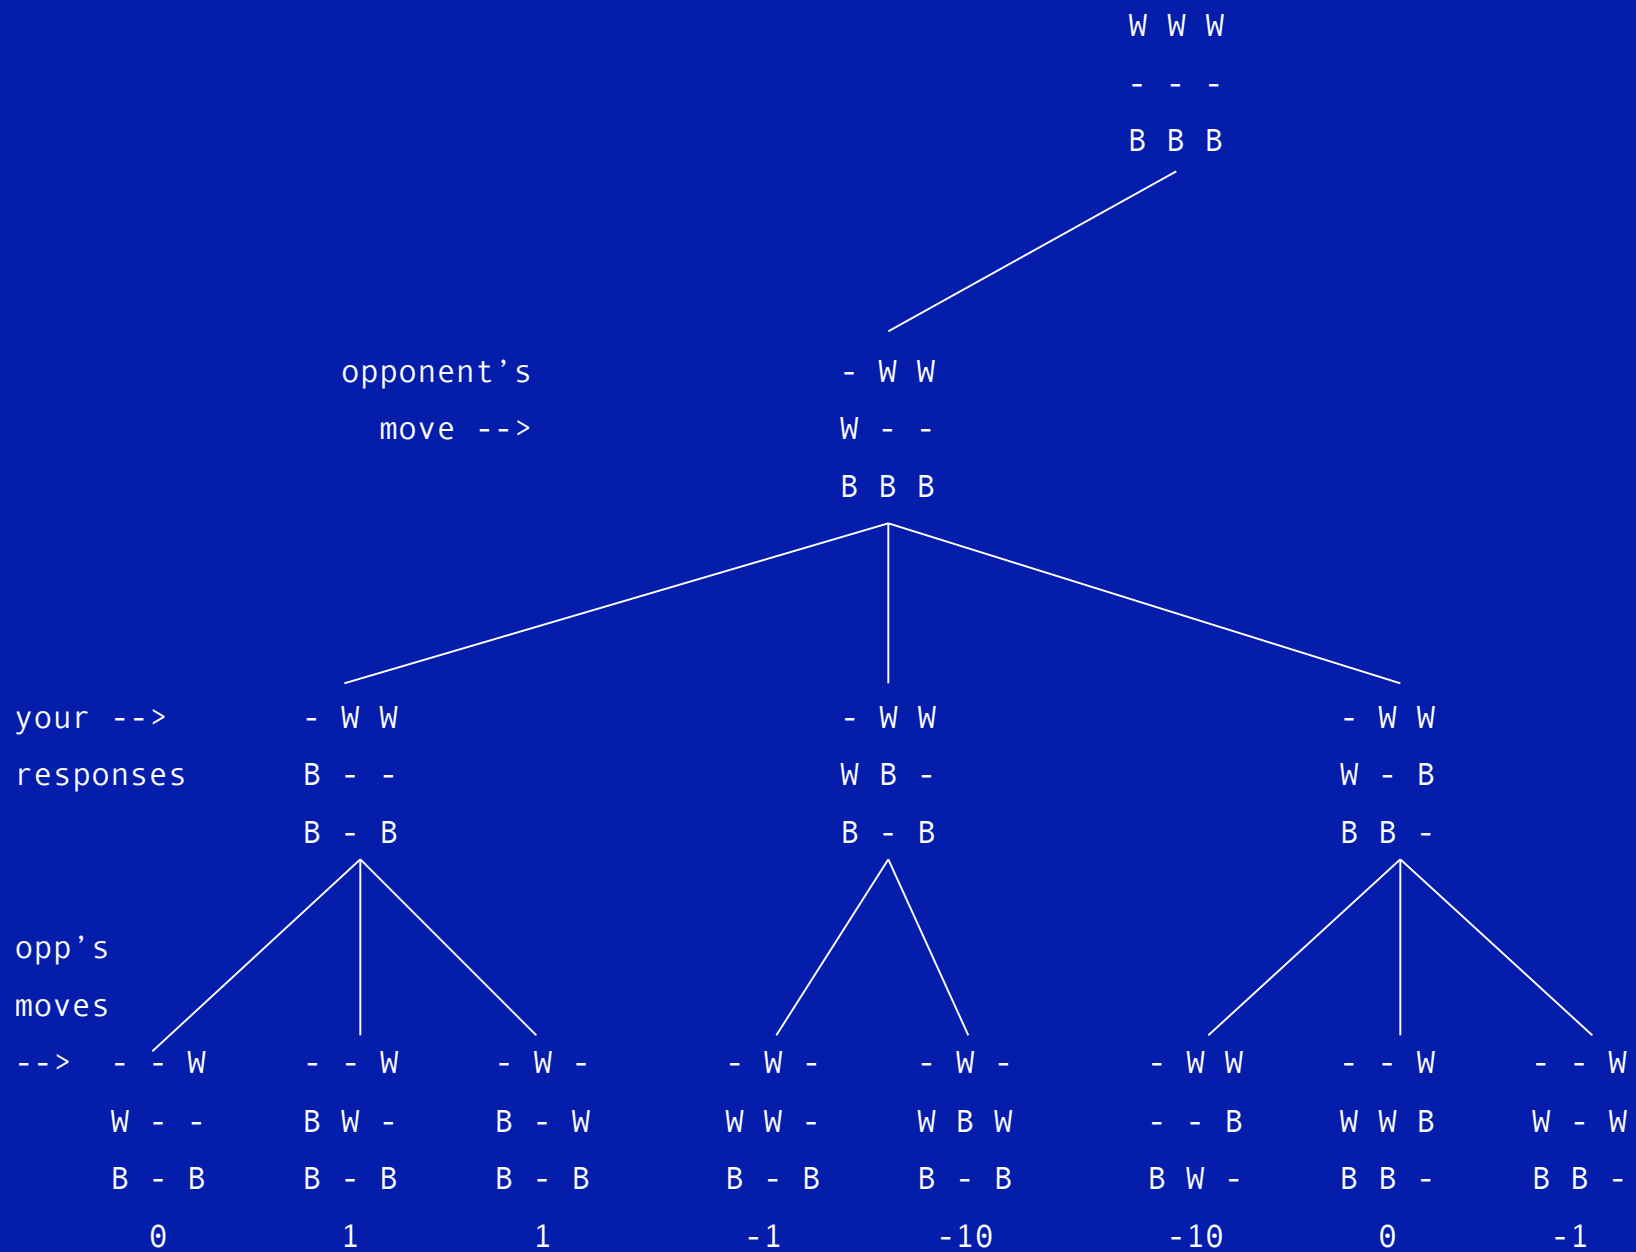 W W W
- - -
B B B
opponent’s - W W
move --> W - -
B B B
your --> - W W - W W - W W
responses B - - W B - W - B
B - B B - B B B -
opp’s
moves
--> - - W - - W - W - - W - - W - - W W - - W - - W
W - - B W - B - W W W - W B W - - B W W B W - W
B - B B - B B - B B - B B - B B W - B B - B B -
0 1 1 -1 -10 -10 0 -1